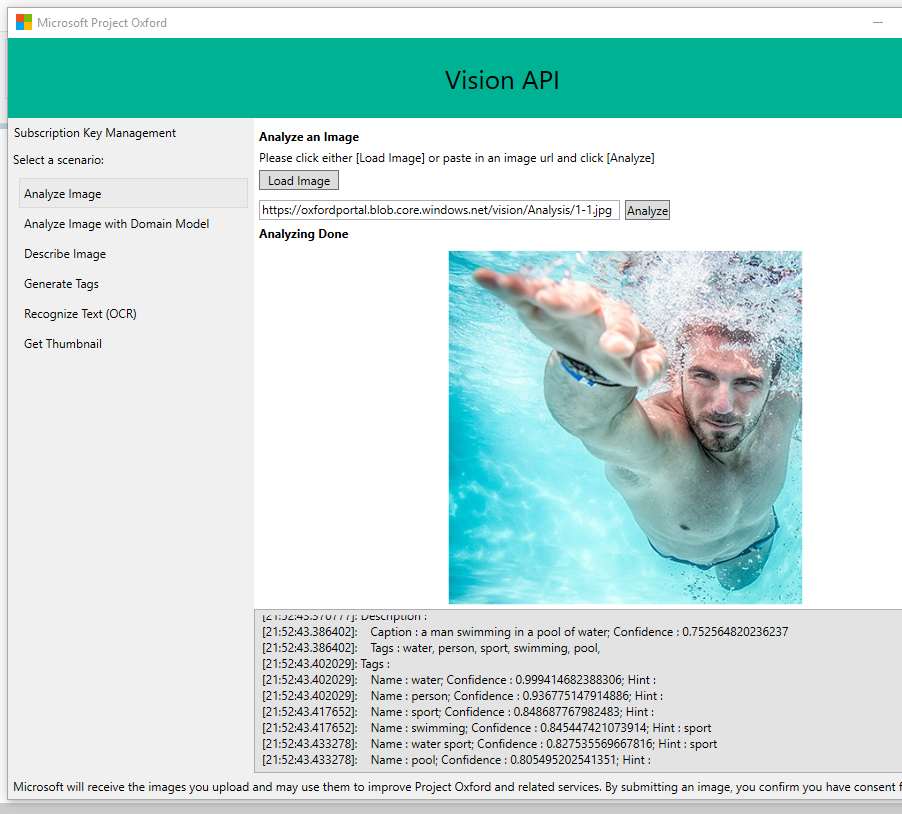 Microsoft Project Oxford
Vision API
Subscription Key Management
Select a scenario:
Analyze Image
Analyze Image with Domain Model
Describe Image
Generate Tags
Recognize Text (OCR)
Get Thumbnail
Analyze an Image
Please click either [Load Image] or paste in an image url and click [Analyze]
Load Image
https://oxfordportal.blob.core.windows.net/vision/Analysis/1-1.jpg Analyze
Analyzing Done
[21:52:43.370777]: Description :
[21:52:43.386402]: Caption : a man swimming in a pool of water; Confidence : 0.752564820236237
[21:52:43.386402]: Tags : water, person, sport, swimming, pool,
[21:52:43.402029]: Tags :
[21:52:43.402029]: Name : water; Confidence : 0.999414682388306; Hint :
[21:52:43.402029]: Name : person; Confidence : 0.936775147914886; Hint :
[21:52:43.417652]: Name : sport; Confidence : 0.848687767982483; Hint :
[21:52:43.417652]: Name : swimming; Confidence : 0.845447421073914; Hint : sport
[21:52:43.433278]: Name : water sport; Confidence : 0.827535569667816; Hint : sport
[21:52:43.433278]: Name : pool; Confidence : 0.805495202541351; Hint :
Microsoft will receive the images you upload and may use them to improve Project Oxford and related services. By submitting an image, you confirm you have consent f